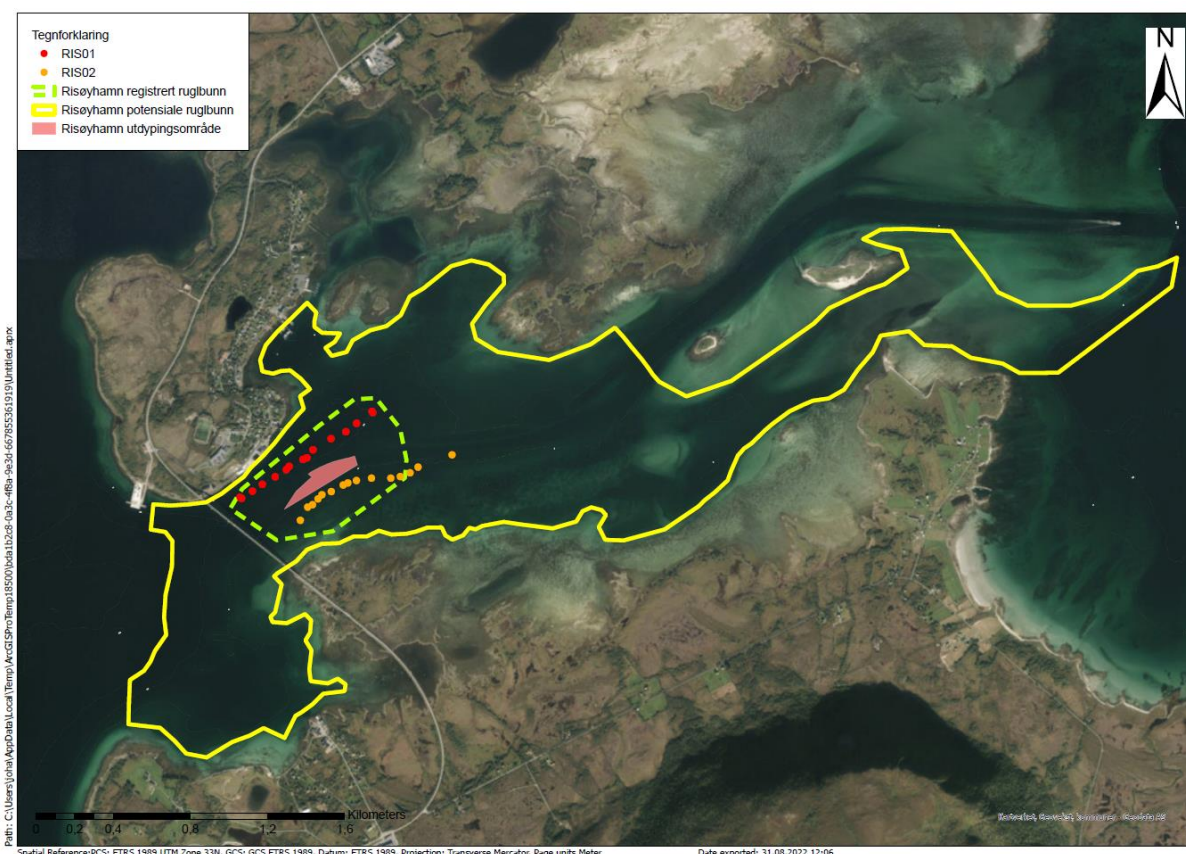 Tegnforklaring
RIS01
RIS02
Risøyhamn registrert ruglbunn
Risøyhamn potensiale ruglbunn
Risøyhamn utdypingsområde
N
Kilometers
0 0,2 0,4 0,8 1,2 1,6
Spatial Reference:PCS: ETRS 1989 UTM Zone 33N, GCS: GCS ETRS 1989, Datum: ETRS 1989, Projection: Transverse Mercator, Page units Meter
Date exported: 31.08.2022 12:06